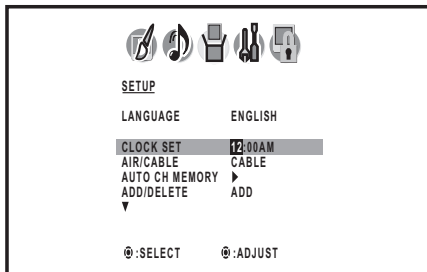 SETUP
LANGUAGE ENGLISH
CLOCK SET 12:00AM
AIR/CABLE CABLE
AUTO CH MEMORY ▶
ADD/DELETE ADD
▼
:SELECT :ADJUST